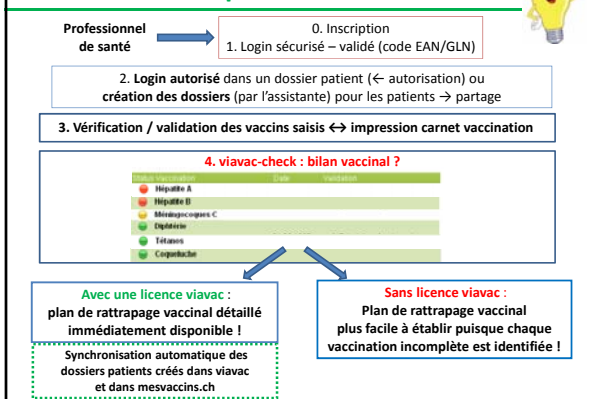 Professionnel
de santé
0. Inscription
1. Login sécurisé – validé (code EAN/GLN)
2. Login autorisé dans un dossier patient (← autorisation) ou
création des dossiers (par l'assistante) pour les patients → partage
3. Vérification / validation des vaccins saisis ↔ impression carnet vaccination
4. viavac-check : bilan vaccinal ?
Status Vaccination Date Validation
Hépatite A
Hépatite B
Méningocoques C
Diphtérie
Tétanos
Coqueluche
Avec une licence viavac :
plan de rattrapage vaccinal détaillé
immédiatement disponible !
Sans licence viavac :
Plan de rattrapage vaccinal
plus facile à établir puisque chaque
vaccination incomplète est identifiée !
Synchronisation automatique des
dossiers patients créés dans viavac
et dans mesvaccins.ch